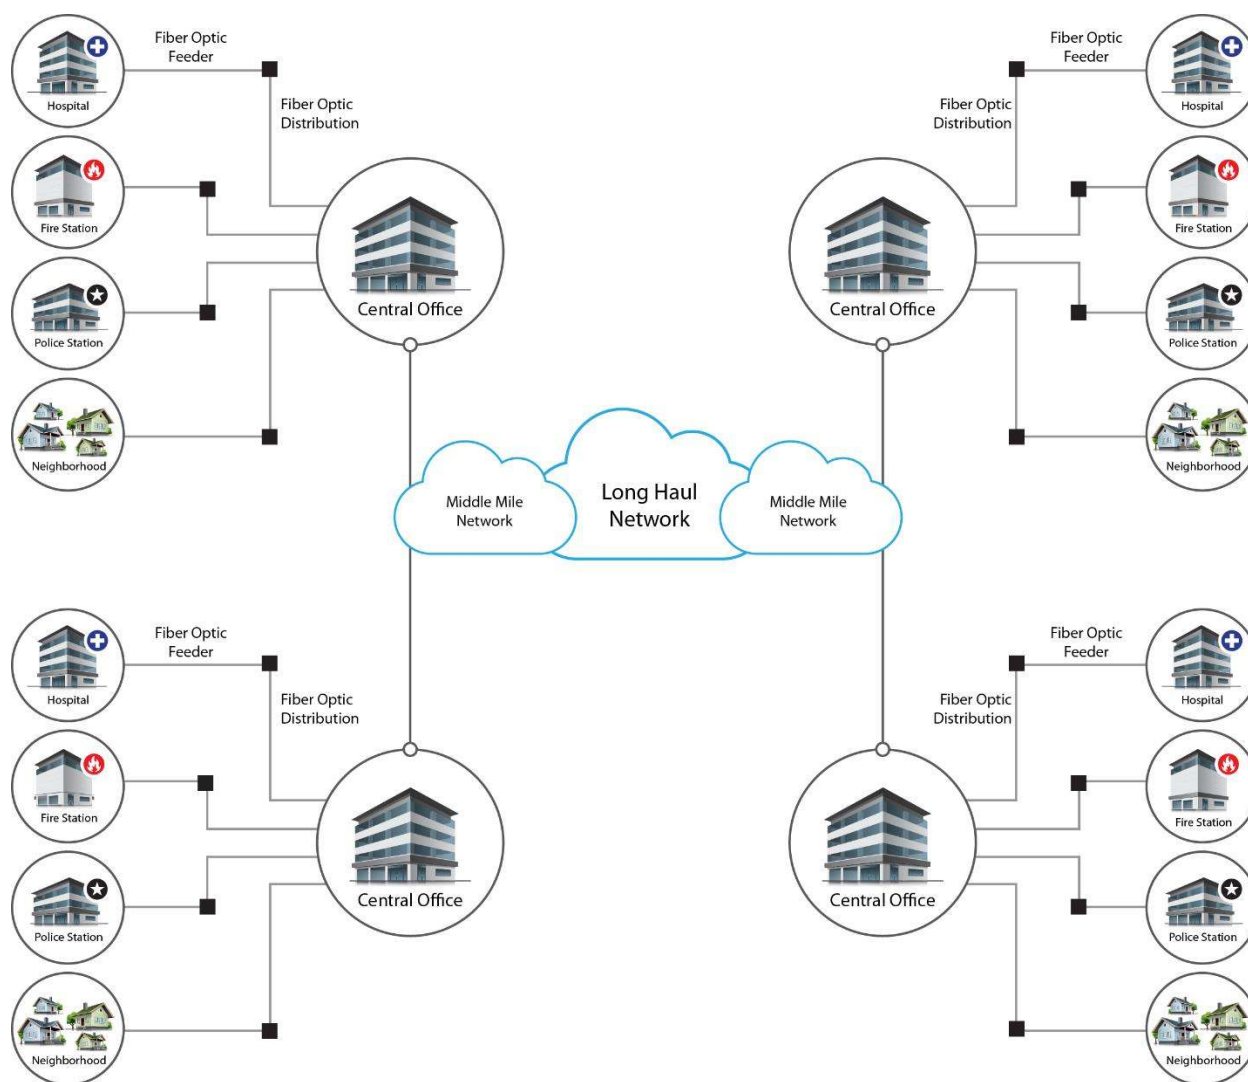 Fiber Optic
Feeder
Hospital
Fiber Optic
Distribution
Fire Station
Central Office
Police Station
Neighborhood
Fiber Optic
Feeder
Hospital
Fiber Optic
Distribution
Fire Station
Central Office
Police Station
Neighborhood
Middle Mile
Network
Long Haul
Network
Middle Mile
Network
Fiber Optic
Feeder
Hospital
Fiber Optic
Distribution
Fire Station
Central Office
Police Station
Neighborhood
Fiber Optic
Feeder
Hospital
Fiber Optic
Distribution
Fire Station
Central Office
Police Station
Neighborhood